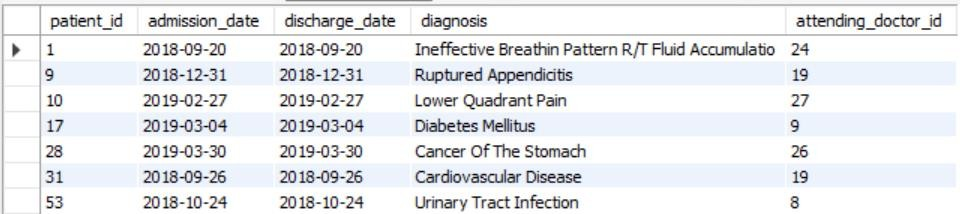 patient_id admission_date discharge_date diagnosis attending_doctor_id
1 2018-09-20 2018-09-20 Ineffective Breathin Pattern R/T Fluid Accumulatio 24
9 2018-12-31 2018-12-31 Ruptured Appendicitis 19
10 2019-02-27 2019-02-27 Lower Quadrant Pain 27
17 2019-03-04 2019-03-04 Diabetes Mellitus 9
28 2019-03-30 2019-03-30 Cancer Of The Stomach 26
31 2018-09-26 2018-09-26 Cardiovascular Disease 19
53 2018-10-24 2018-10-24 Urinary Tract Infection 8